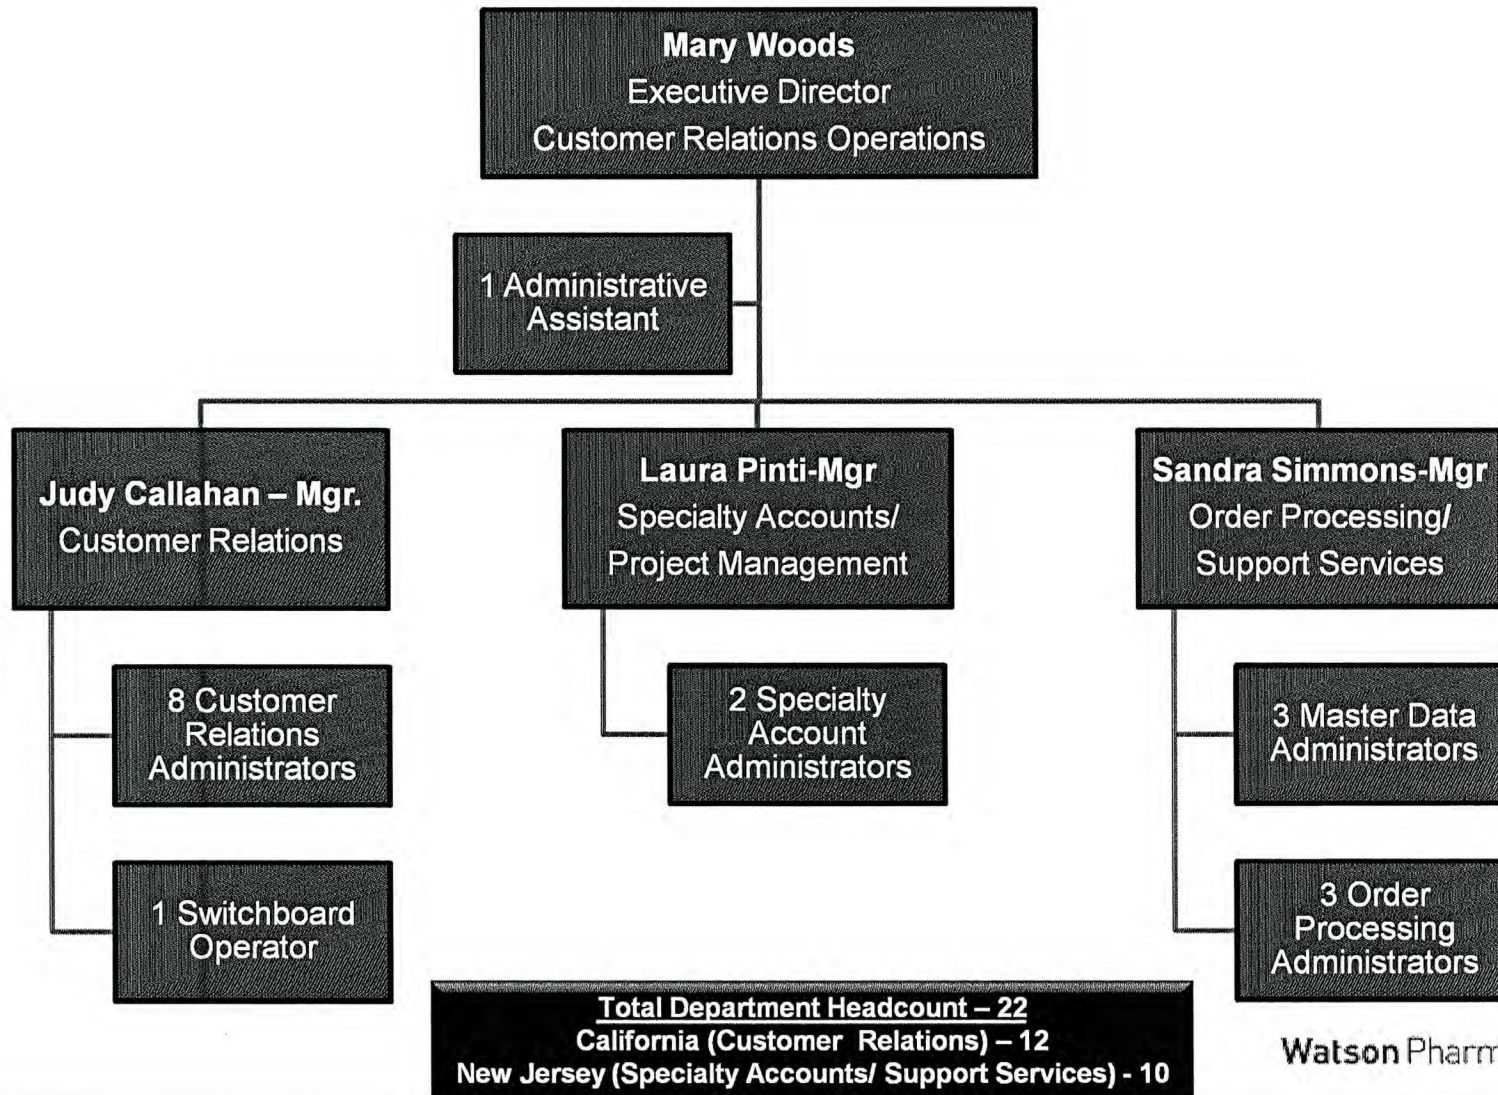 Mary Woods
Executive Director
Customer Relations Operations
1 Administrative
Assistant
Judy Callahan – Mgr.
Customer Relations
Laura Pinti-Mgr
Specialty Accounts/
Project Management
Sandra Simmons-Mgr
Order Processing/
Support Services
8 Customer
Relations
Administrators
2 Specialty
Account
Administrators
3 Master Data
Administrators
1 Switchboard
Operator
3 Order
Processing
Administrators
Total Department Headcount – 22
California (Customer Relations) – 12
New Jersey (Specialty Accounts/ Support Services) - 10
Watson Pharm